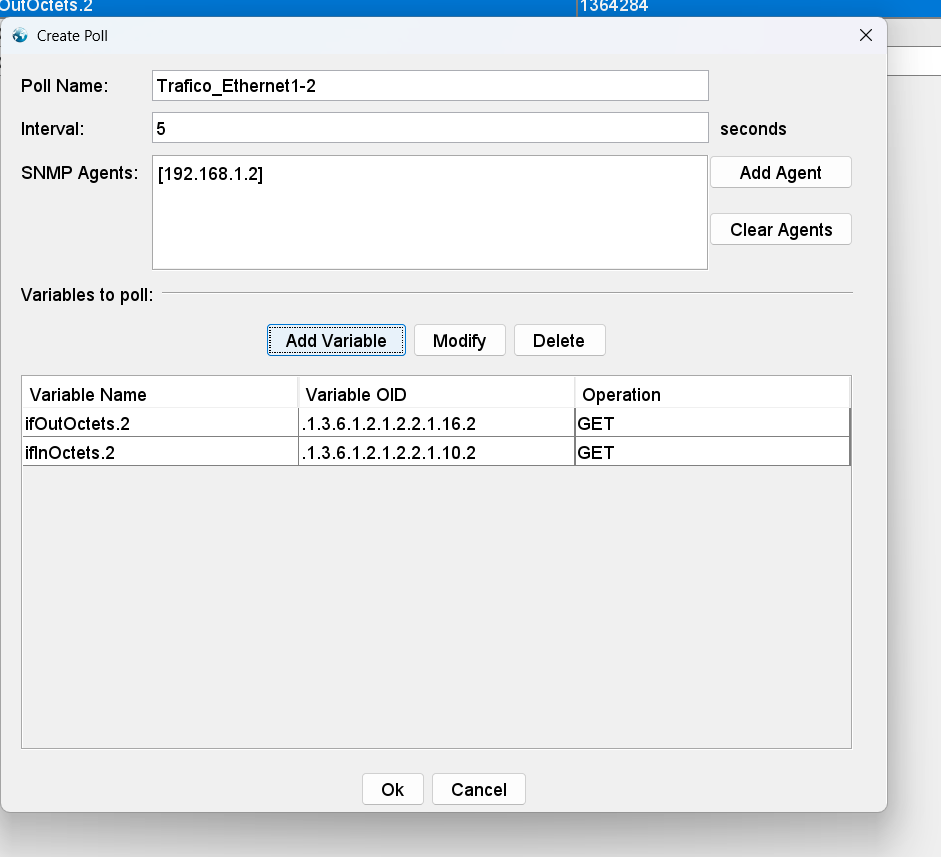 OutOctets.2 1364284
Create Poll
Poll Name: Trafico_Ethernet1-2
Interval: 5 seconds
SNMP Agents: [192.168.1.2] Add Agent
Clear Agents
Variables to poll:
Add Variable Modify Delete
Variable Name Variable OID Operation
ifOutOctets.2 .1.3.6.1.2.1.2.2.1.16.2 GET
ifInOctets.2 .1.3.6.1.2.1.2.2.1.10.2 GET
Ok Cancel